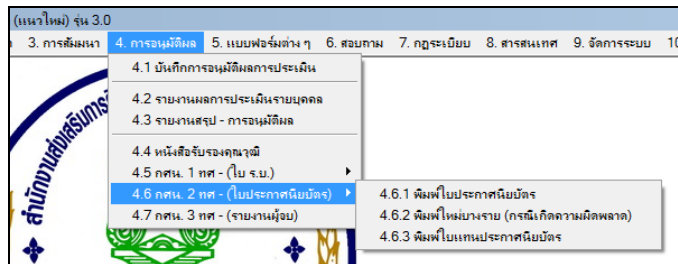 (แนวใหม่) รุ่น 3.0
3. การสัมมนา 4. การอนุมัติผล 5. แบบฟอร์มต่าง ๆ 6. สอบถาม 7. กฎระเบียบ 8. สารสนเทศ 9. จัดการระบบ 10
4.1 บันทึกการอนุมัติผลการประเมิน
4.2 รายงานผลการประเมินรายบุคคล
4.3 รายงานสรุป - การอนุมัติผล
4.4 หนังสือรับรองคุณวุฒิ
4.5 กศน. 1 ทศ - (ใบ ร.บ.)
4.6 กศน. 2 ทศ - (ใบประกาศนียบัตร)
4.7 กศน. 3 ทศ - (รายงานผู้จบ)
4.6.1 พิมพ์ใบประกาศนียบัตร
4.6.2 พิมพ์ใหม่บางราย (กรณีเกิดความผิดพลาด)
4.6.3 พิมพ์ใบแทนประกาศนียบัตร
สำนักงานส่งเสริมการศึ